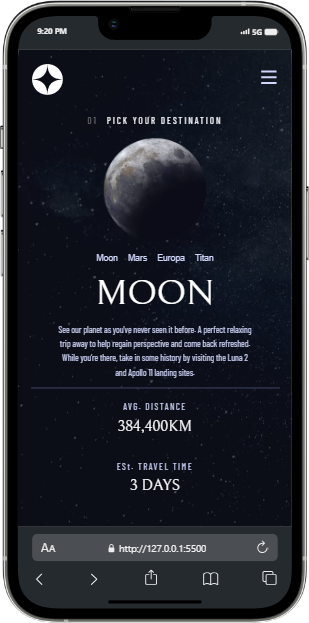 9:20 PM
5G
01 PICK YOUR DESTINATION
Moon Mars Europa Titan
MOON
See our planet as you've never seen it before. A perfect relaxing
trip away to help regain perspective and come back refreshed.
While you're there, take in some history by visiting the Luna 2
and Apollo 11 landing sites.
AVG. DISTANCE
384,400KM
ESt. TRAVEL TIME
3 DAYS
AA
http://127.0.0.1:5500